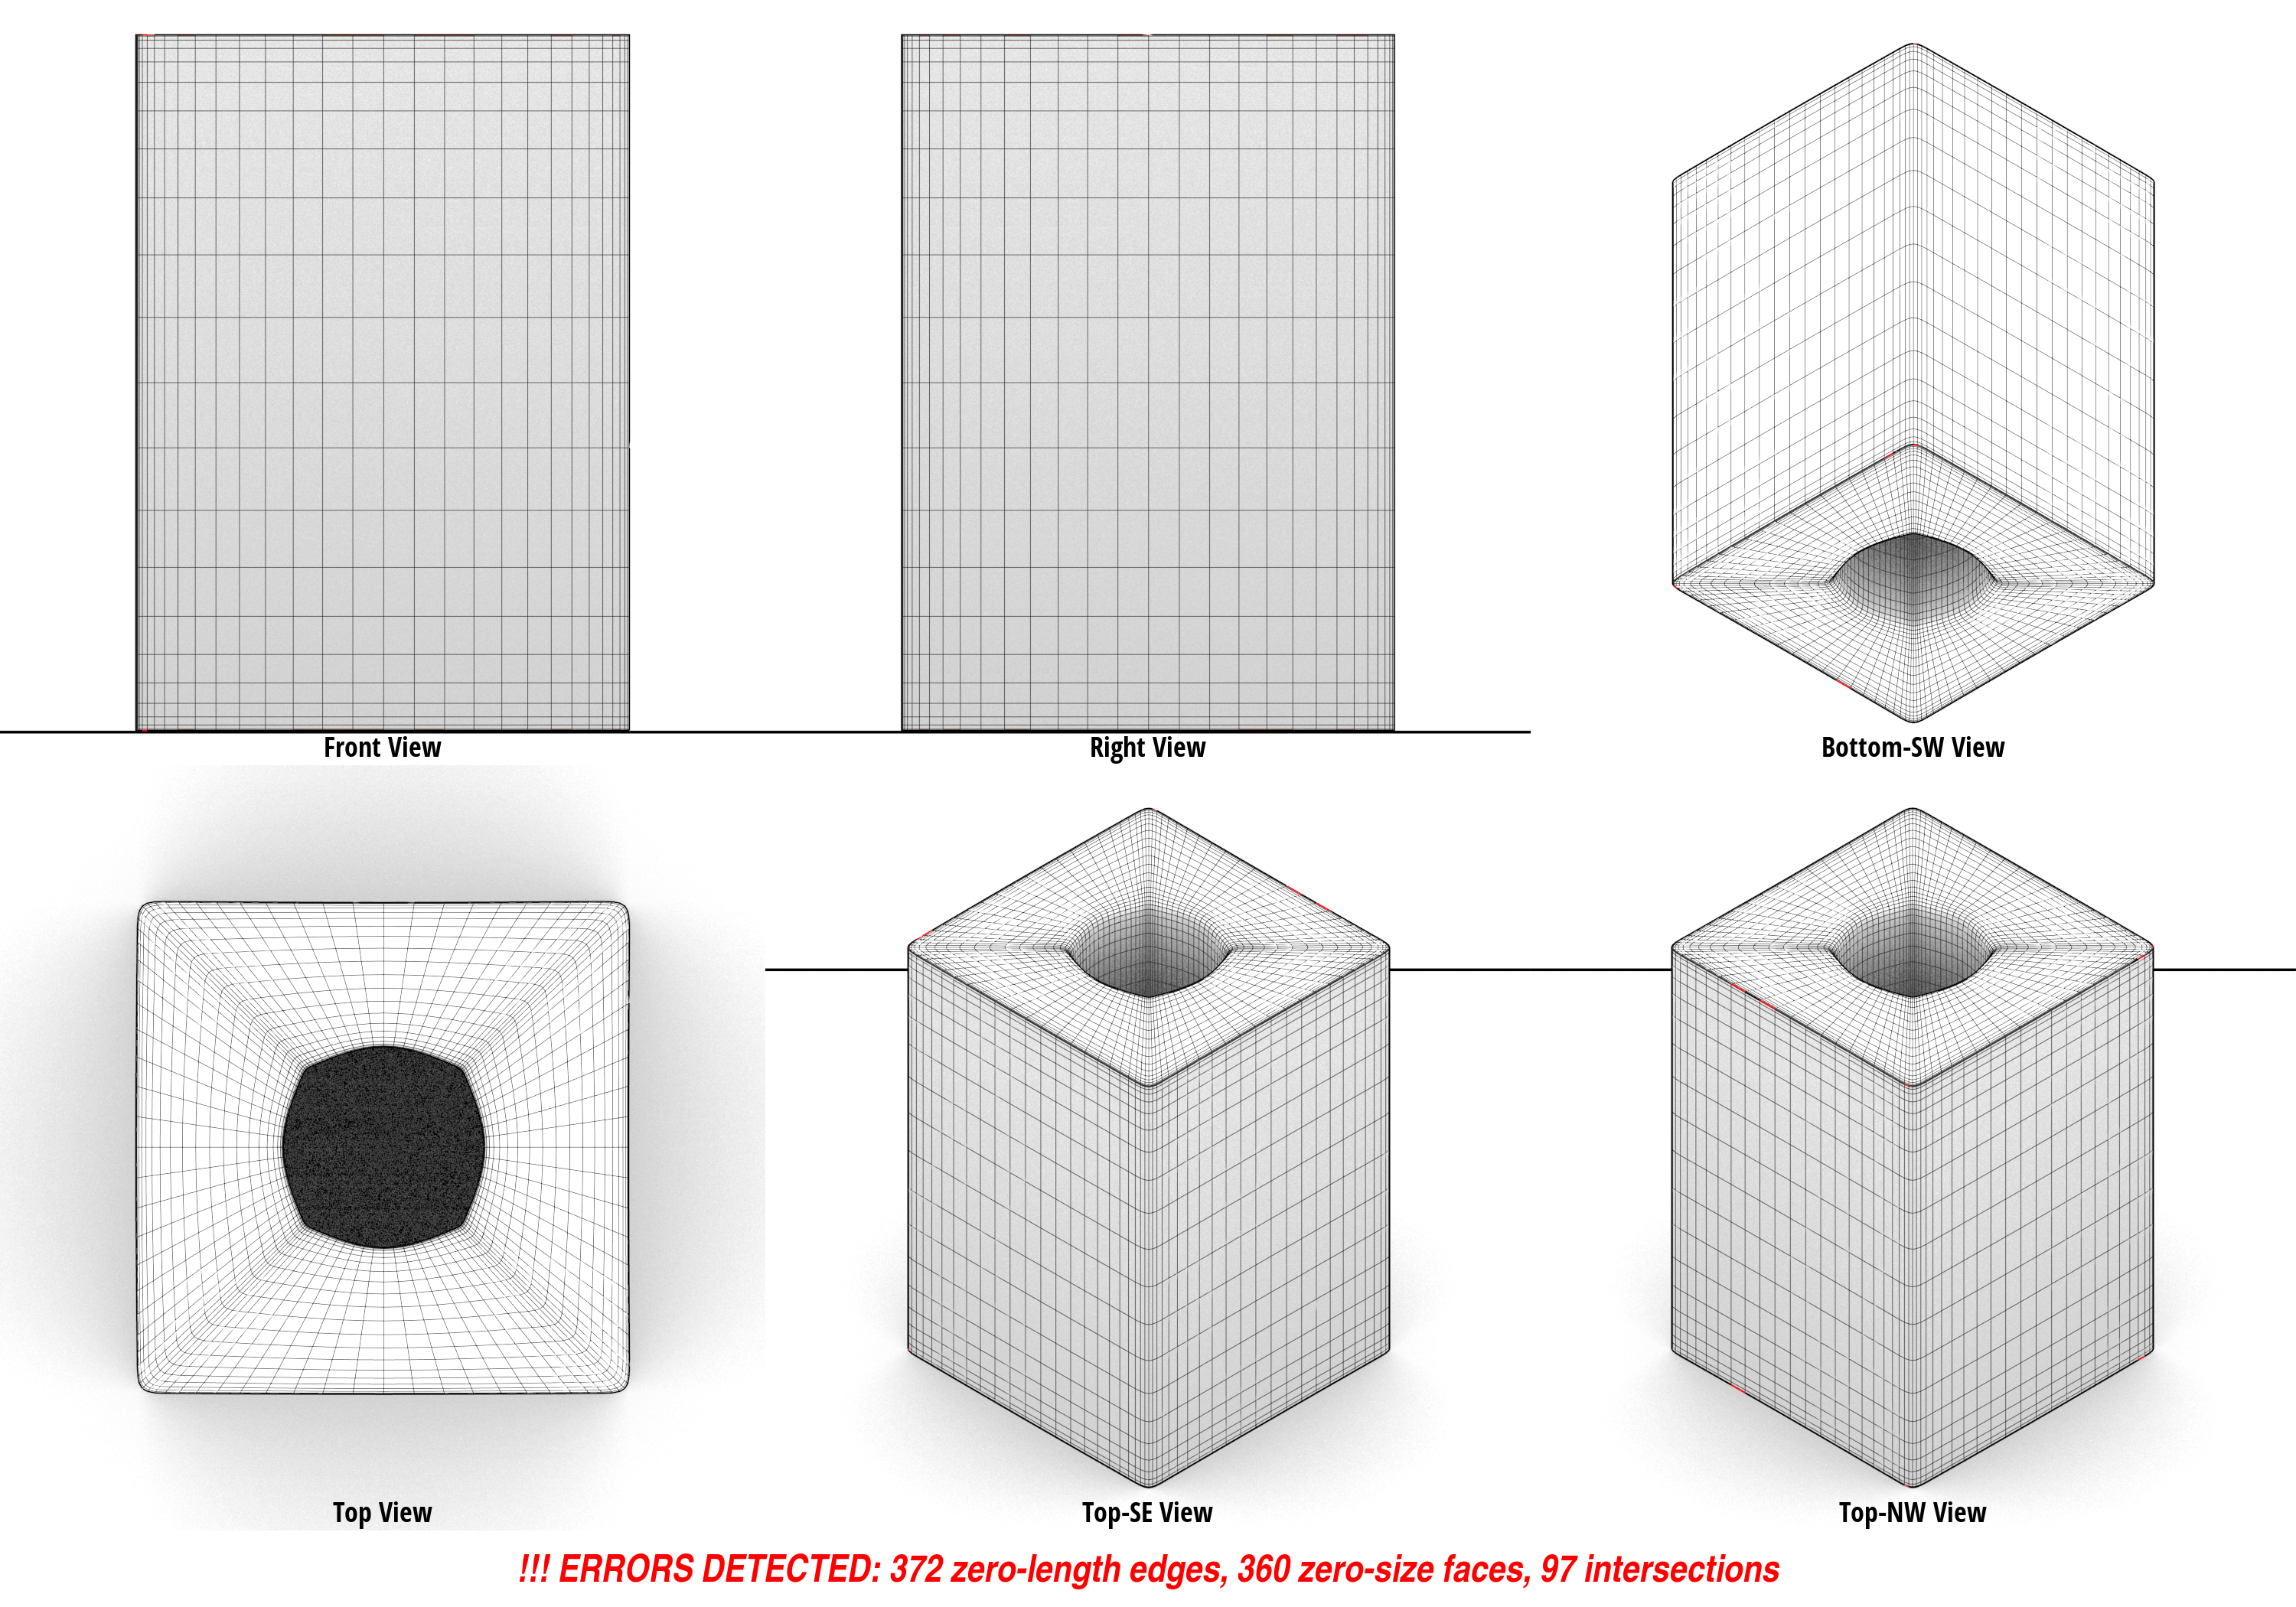 Front View
Right View
Bottom-SW View
Top View
Top-SE View
Top-NW View
!!! ERRORS DETECTED: 372 zero-length edges, 360 zero-size faces, 97 intersections